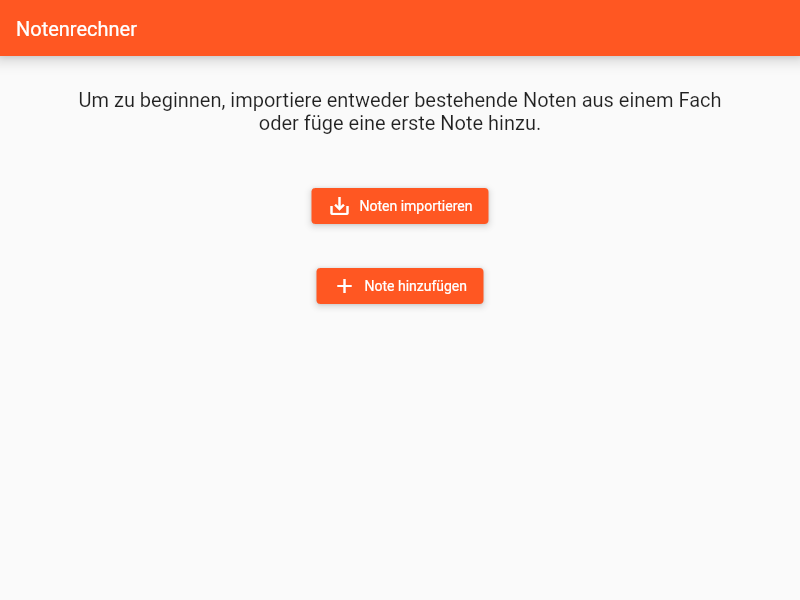 Notenrechner
Um zu beginnen, importiere entweder bestehende Noten aus einem Fach
oder füge eine erste Note hinzu.
Noten importieren
Note hinzufügen